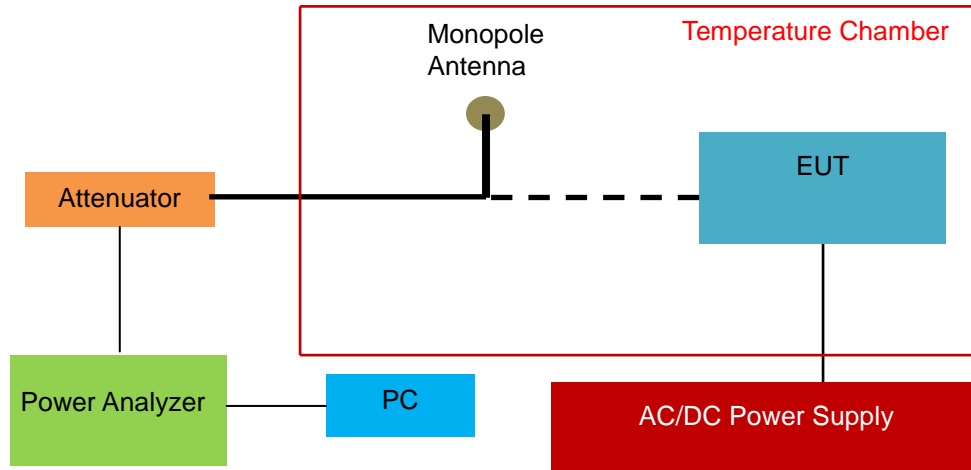 Temperature Chamber
Monopole
Antenna
EUT
Attenuator
Power Analyzer
PC
AC/DC Power Supply